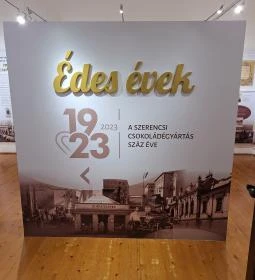 Édes évek
19
2023
23
A SZERENCSI
CSOKOLÁDÉGYÁRTÁS
SZÁZ ÉVE